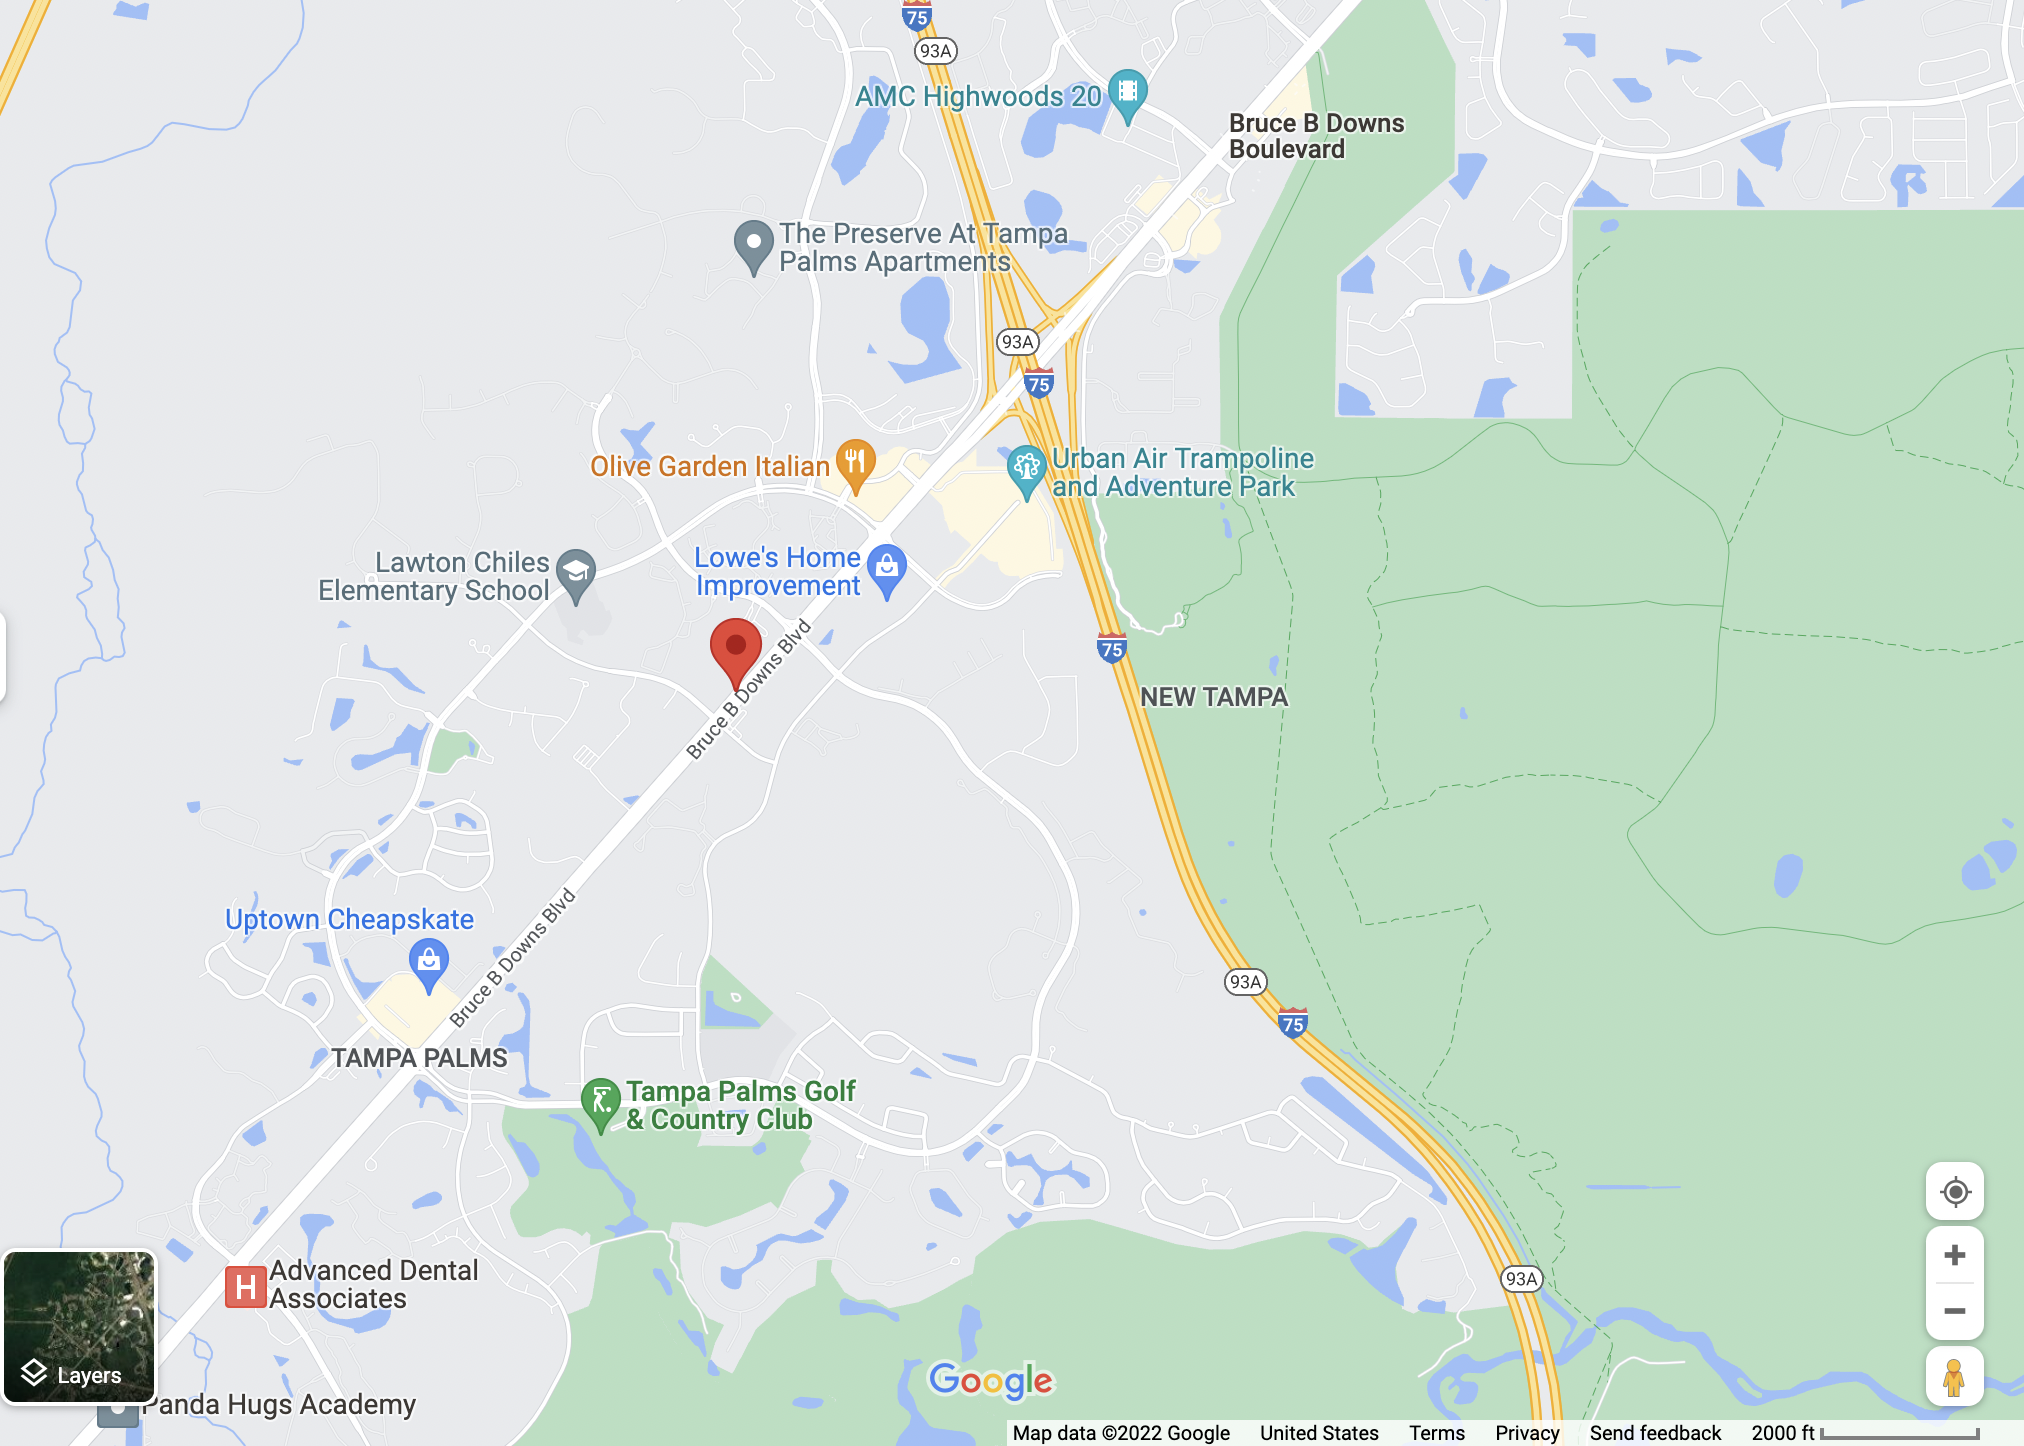 75
93A
AMC Highwoods 20
Bruce B Downs
Boulevard
The Preserve At Tampa
Palms Apartments
93A
75
Olive Garden Italian
Urban Air Trampoline
and Adventure Park
Lawton Chiles
Elementary School
Lowe's Home
Improvement
Bruce B Downs Blvd
75
NEW TAMPA
Uptown Cheapskate
Bruce B Downs Blvd
93A
75
TAMPA PALMS
Tampa Palms Golf
& Country Club
H
Advanced Dental
Associates
93A
Layers
Panda Hugs Academy
Google
Map data ©2022 Google United States Terms Privacy Send feedback 2000 ft